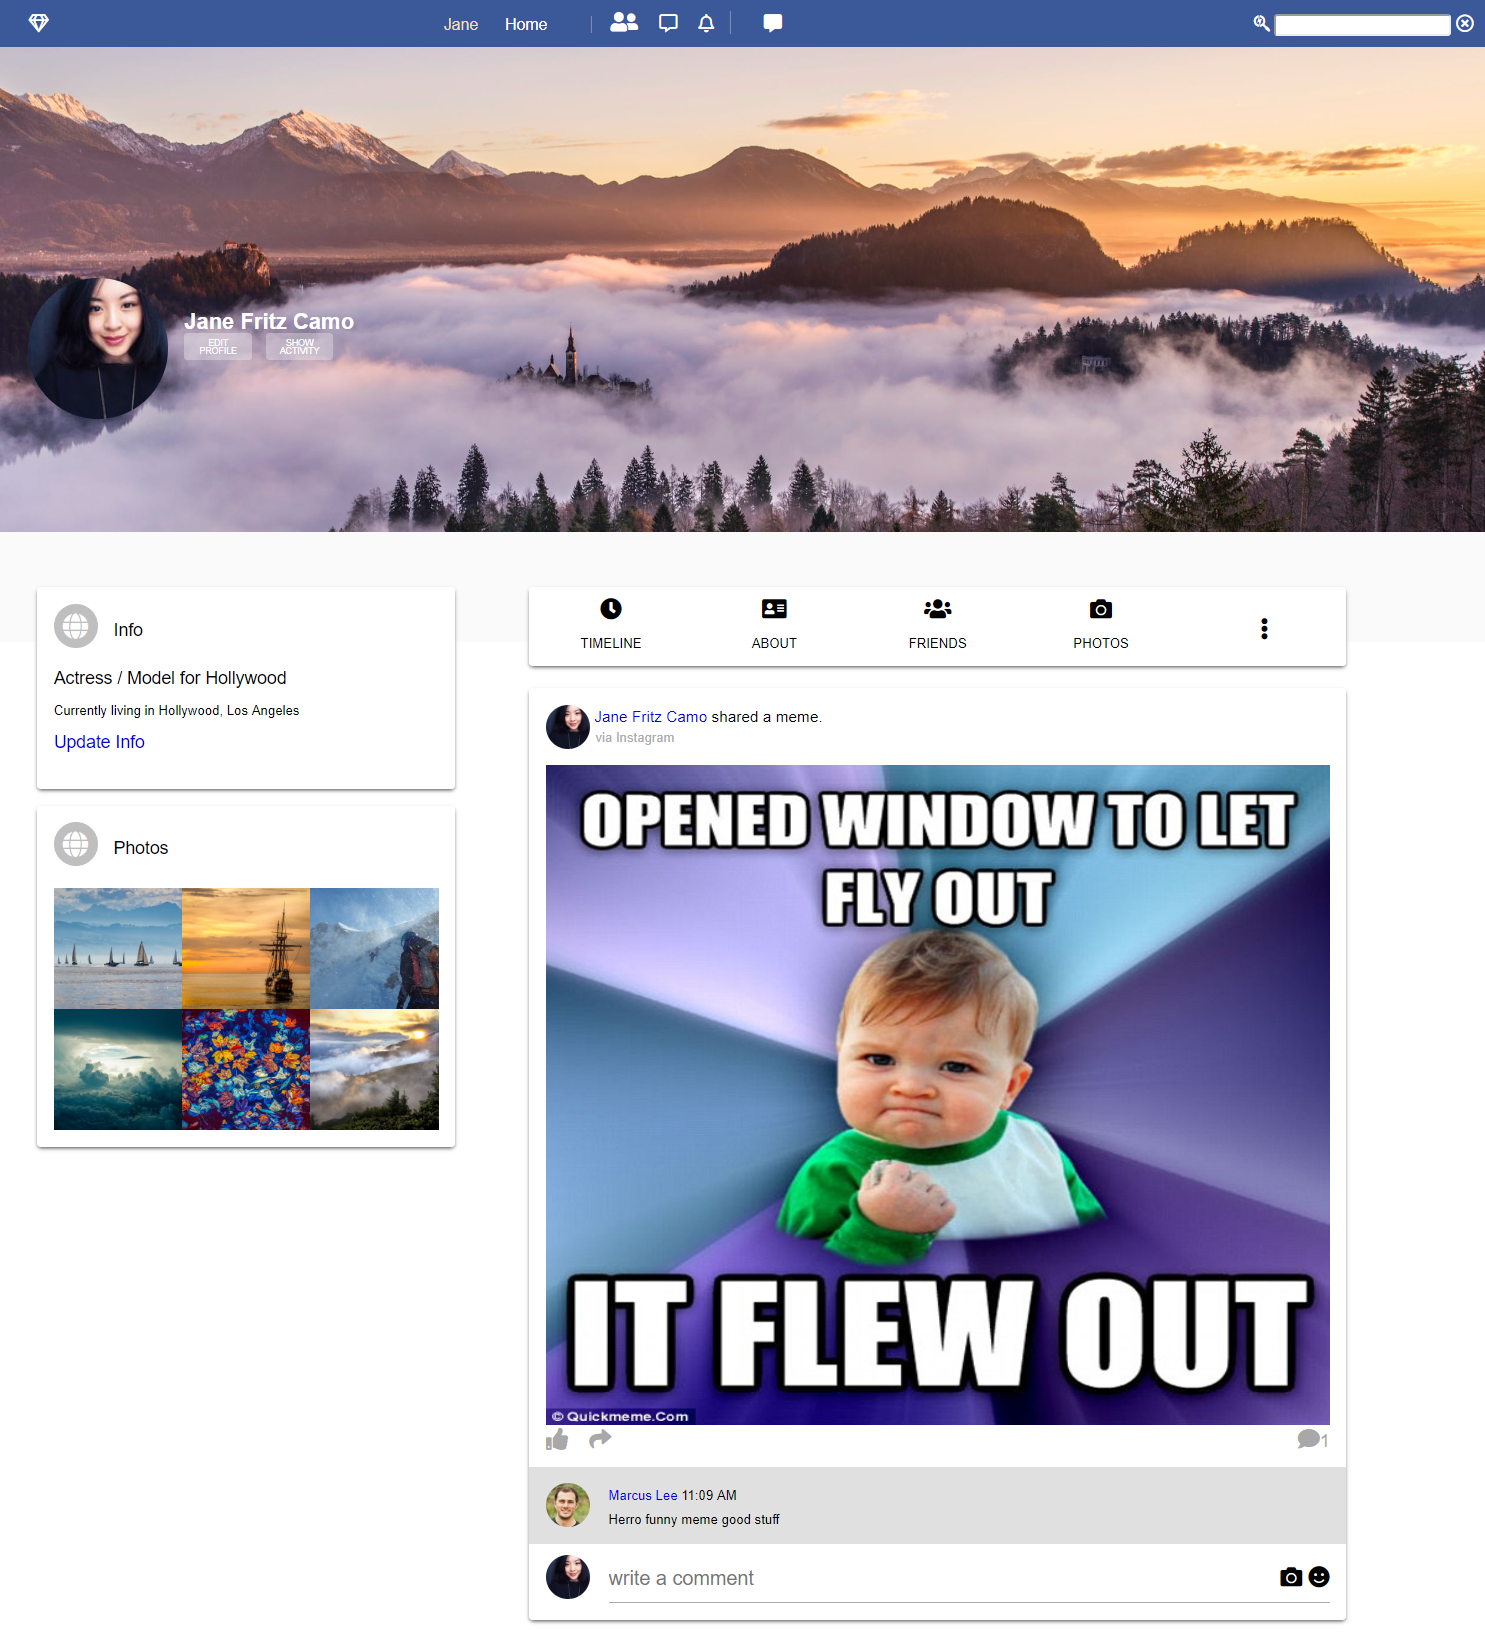 Jane Home
Jane Fritz Camo
EDIT
PROFILE
SHOW
ACTIVITY
Info
Actress / Model for Hollywood
Currently living in Hollywood, Los Angeles
Update Info
Photos
TIMELINE
ABOUT
FRIENDS
PHOTOS
Jane Fritz Camo shared a meme.
via Instagram
OPENED WINDOW TO LET
FLY OUT
IT FLEW OUT
© Quickmeme.Com
1
Marcus Lee 11:09 AM
Herro funny meme good stuff
write a comment